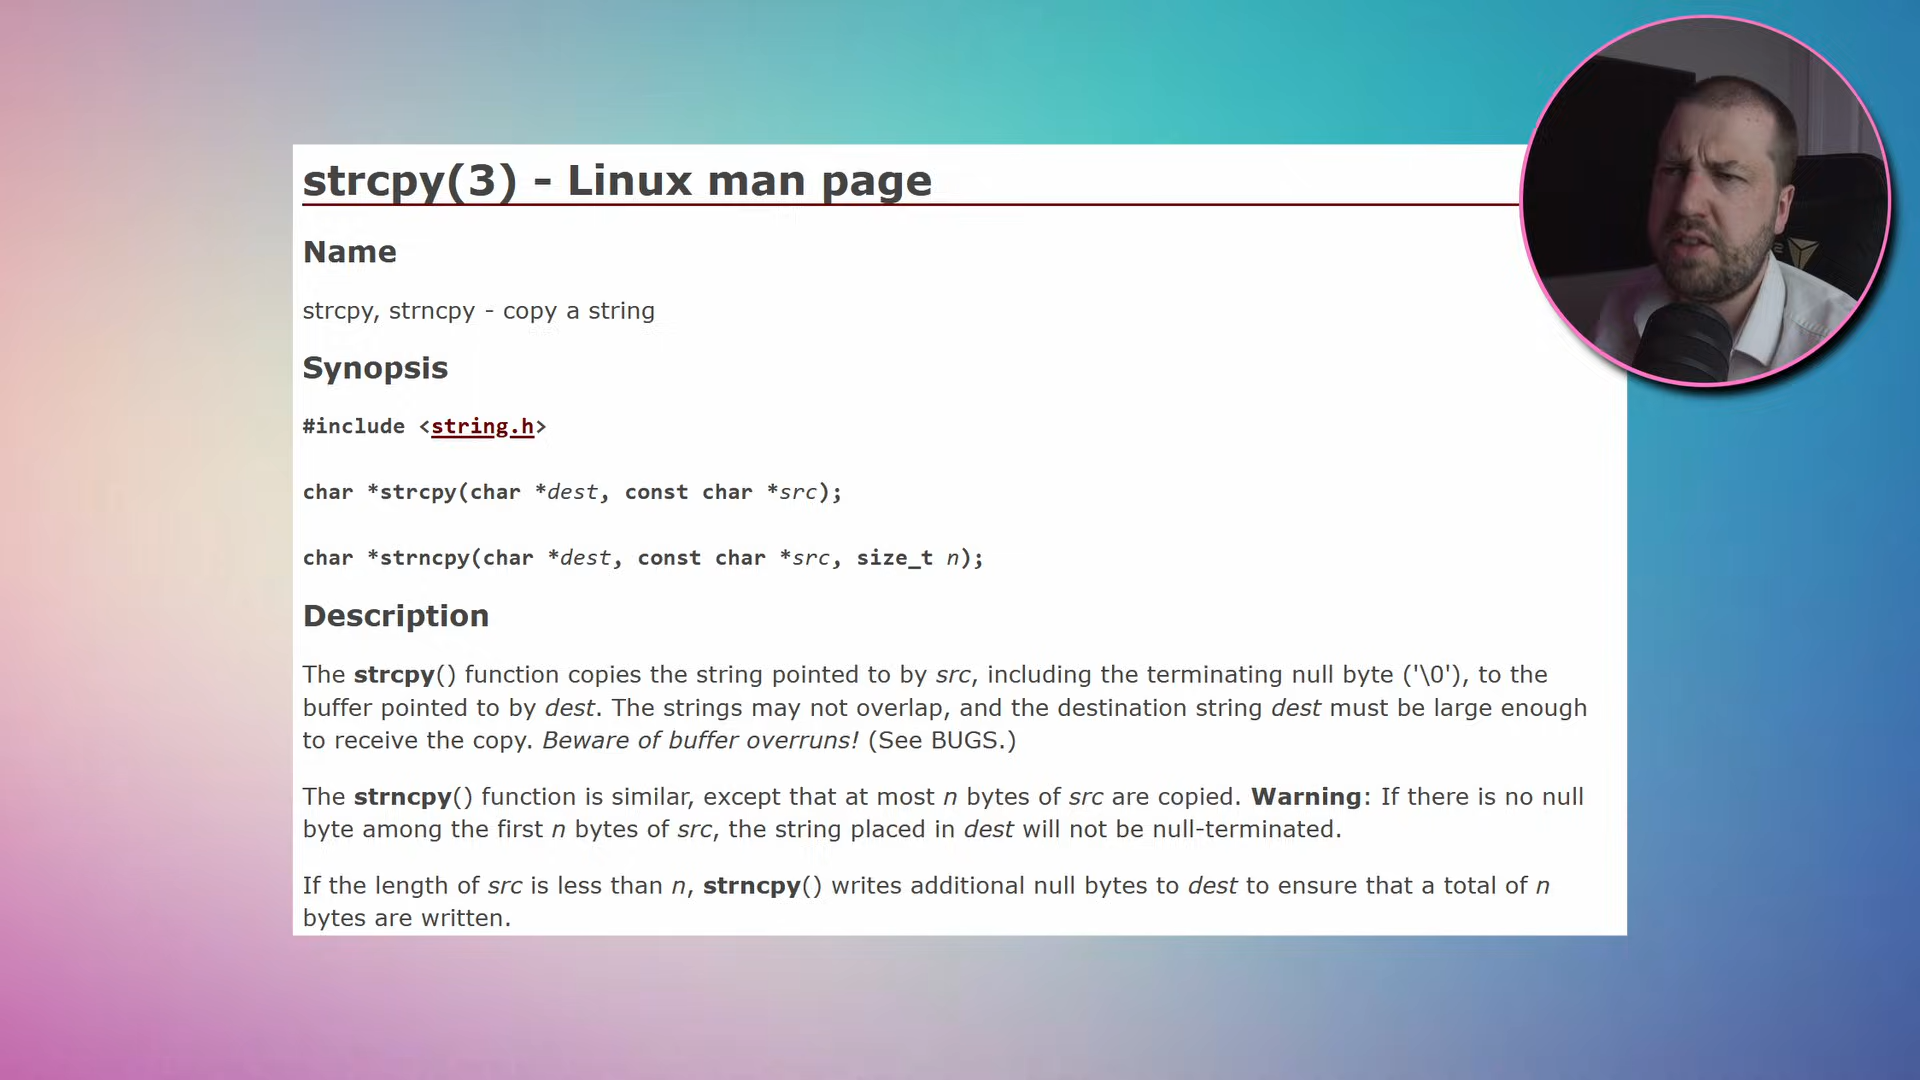 strcpy(3) - Linux man page
Name
strcpy, strncpy - copy a string
Synopsis
#include <string.h>
char *strcpy(char *dest, const char *src);
char *strncpy(char *dest, const char *src, size_t n);
Description
The strcpy() function copies the string pointed to by src, including the terminating null byte ('\0'), to the
buffer pointed to by dest. The strings may not overlap, and the destination string dest must be large enough
to receive the copy. Beware of buffer overruns! (See BUGS.)
The strncpy() function is similar, except that at most n bytes of src are copied. Warning: If there is no null
byte among the first n bytes of src, the string placed in dest will not be null-terminated.
If the length of src is less than n, strncpy() writes additional null bytes to dest to ensure that a total of n
bytes are written.